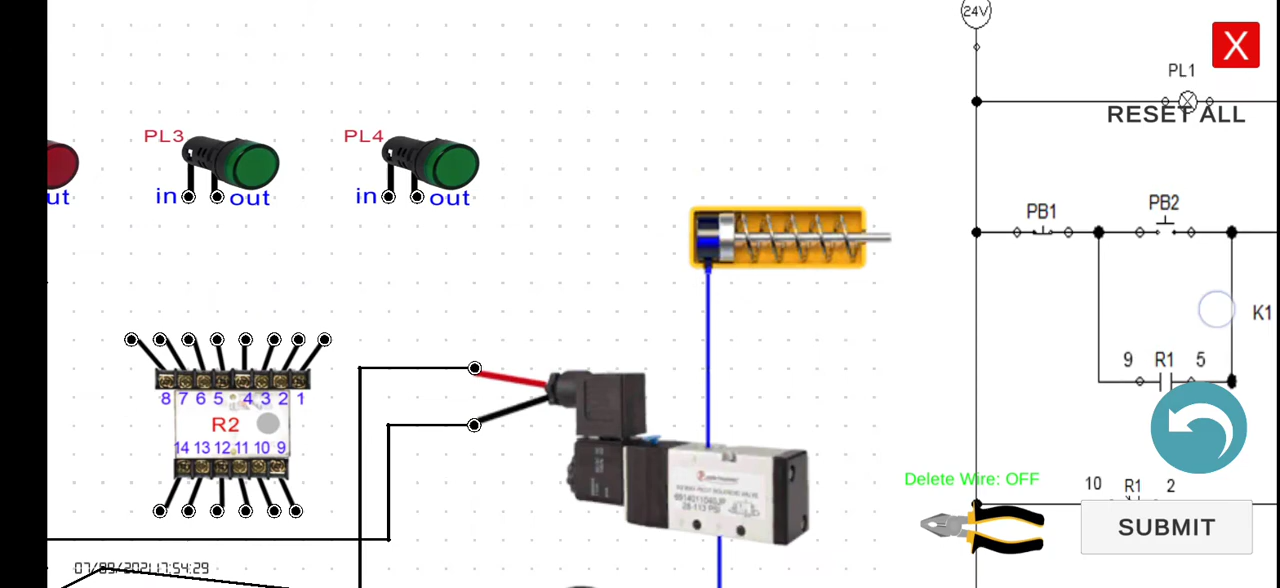 24V
X
PL1
RESET ALL
PL3
PL4
ut
in
out
in
out
PB1
PB2
K1
9
R1
5
8 7 6 5 4 3 2 1
R2
14 13 12 11 10 9
Delete Wire: OFF
10
R1
2
SUBMIT
07/09/2021 17:54:29